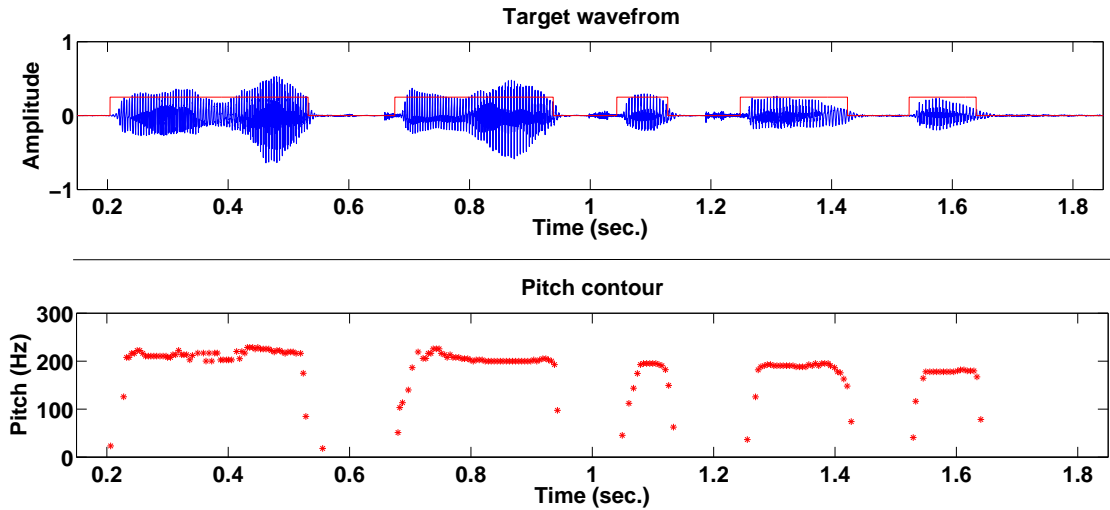 Target wavefrom
Amplitude
1
0
−1
0.2 0.4 0.6 0.8 1 1.2 1.4 1.6 1.8
Time (sec.)
Pitch contour
Pitch (Hz)
300
200
100
0
0.2 0.4 0.6 0.8 1 1.2 1.4 1.6 1.8
Time (sec.)